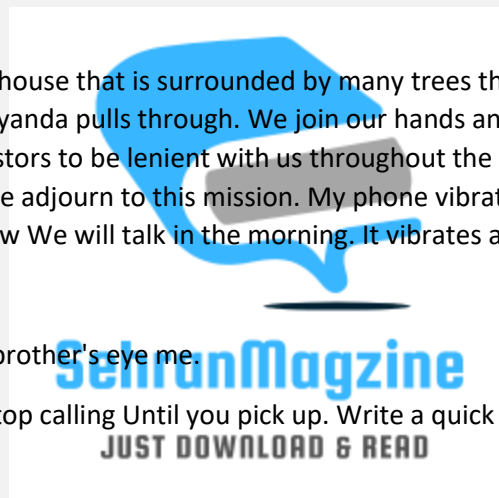 house that is surrounded by many trees th
yanda pulls through. We join our hands an
stors to be lenient with us throughout the
e adjourn to this mission. My phone vibrat
w We will talk in the morning. It vibrates a
brother's eye me.
SehranMagzine
top calling Until you pick up. Write a quick
JUST DOWNLOAD & READ